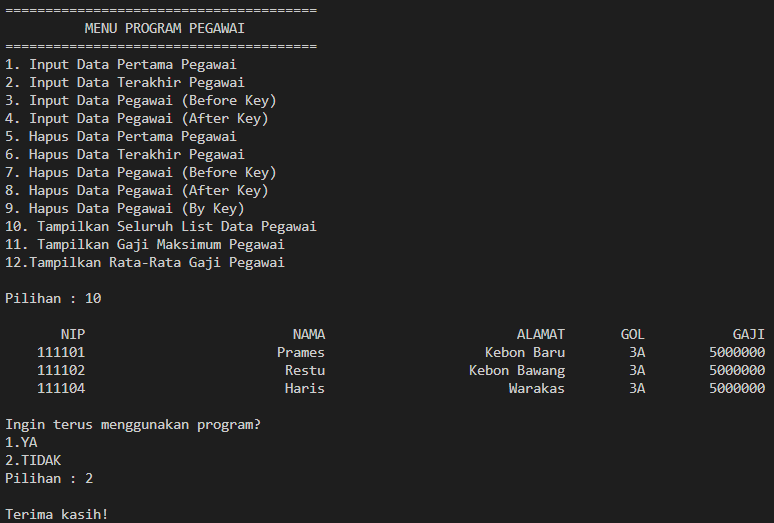 =======================================
MENU PROGRAM PEGAWAI
=======================================
1. Input Data Pertama Pegawai
2. Input Data Terakhir Pegawai
3. Input Data Pegawai (Before Key)
4. Input Data Pegawai (After Key)
5. Hapus Data Pertama Pegawai
6. Hapus Data Terakhir Pegawai
7. Hapus Data Pegawai (Before Key)
8. Hapus Data Pegawai (After Key)
9. Hapus Data Pegawai (By Key)
10. Tampilkan Seluruh List Data Pegawai
11. Tampilkan Gaji Maksimum Pegawai
12.Tampilkan Rata-Rata Gaji Pegawai
Pilihan : 10
NIP NAMA ALAMAT GOL GAJI
111101 Prames Kebon Baru 3A 5000000
111102 Restu Kebon Bawang 3A 5000000
111104 Haris Warakas 3A 5000000
Ingin terus menggunakan program?
1.YA
2.TIDAK
Pilihan : 2
Terima kasih!